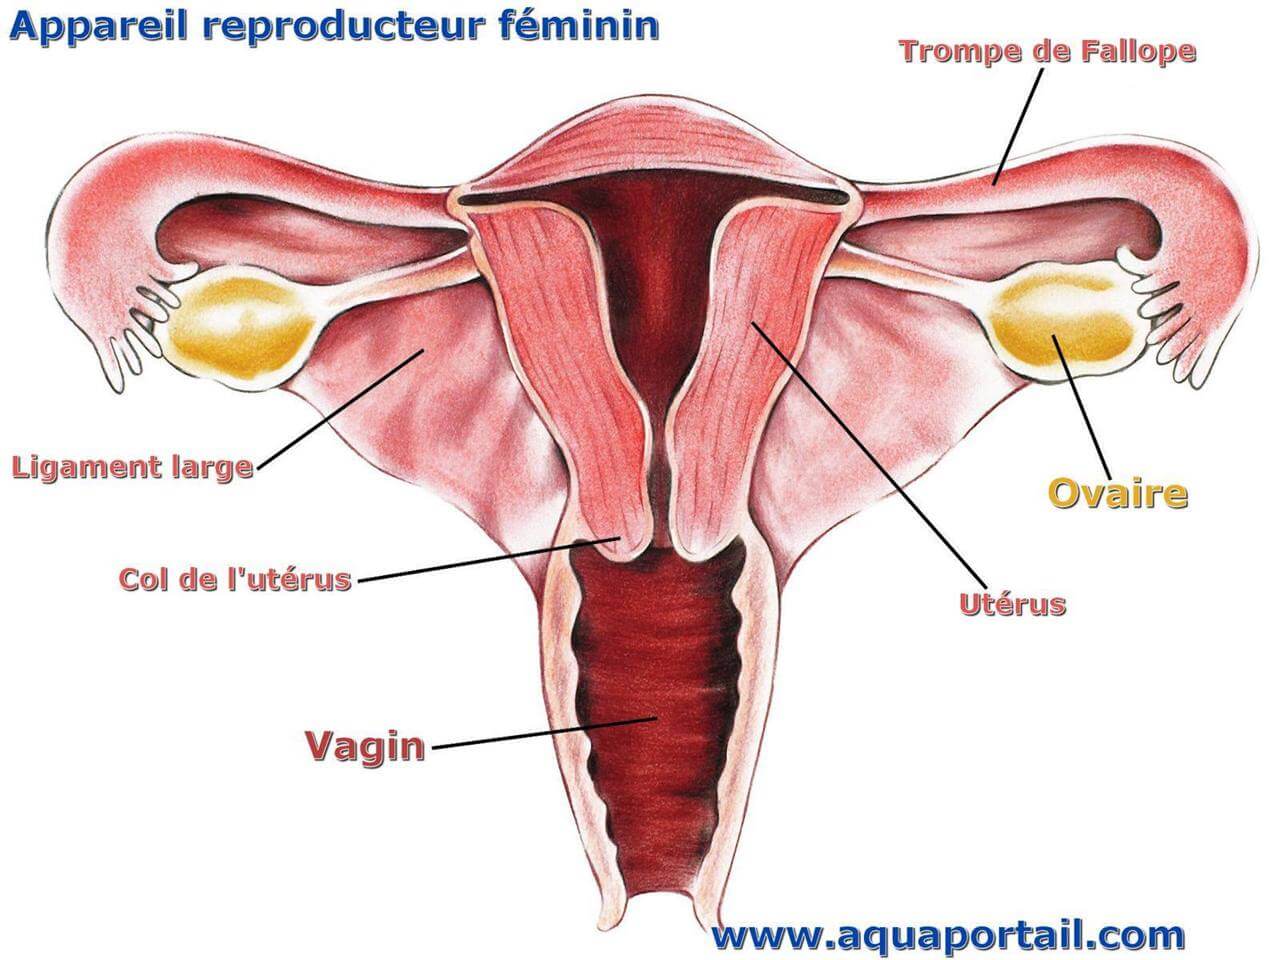 Appareil reproducteur féminin
Trompe de Fallope
Ligament large
Ovaire
Col de l'utérus
Utérus
Vagin
www.aquaportail.com